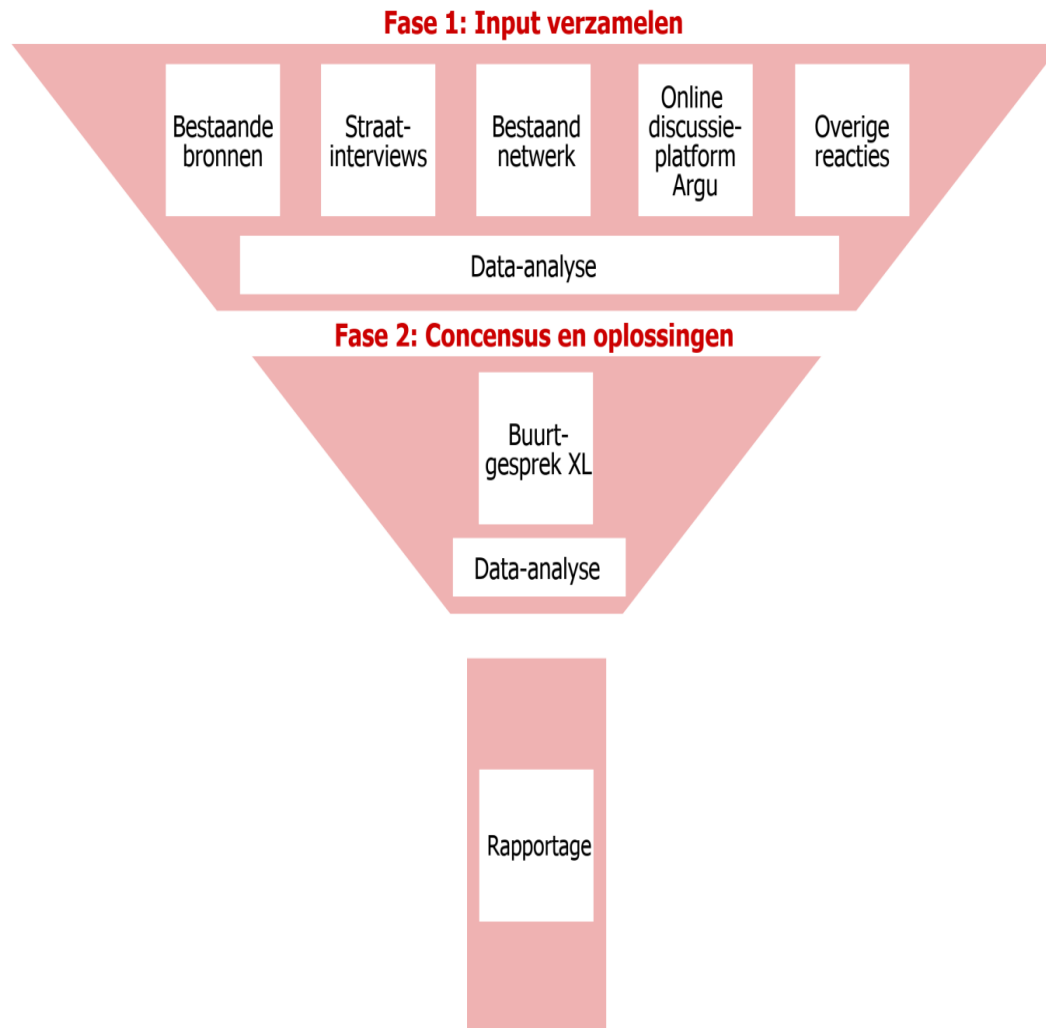 Fase 1: Input verzamelen
Bestaande
bronnen
Straat-
interviews
Bestaand
netwerk
Online
discussie-
platform
Argu
Overige
reacties
Data-analyse
Fase 2: Concensus en oplossingen
Buurt-
gesprek XL
Data-analyse
Rapportage